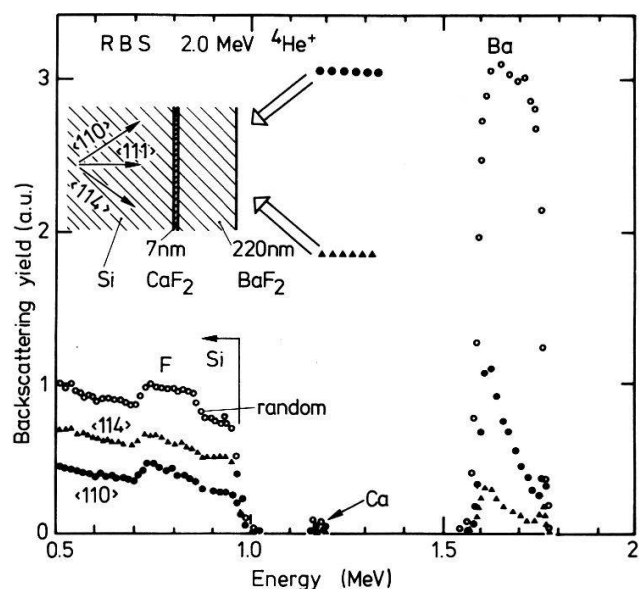 RBS 2.0 MeV ⁴He⁺
Ba
3
2
1
0
Backscattering yield (a.u.)
<110>
<111>
<114>
Si
7nm
CaF₂
220nm
BaF₂
F
Si
random
<114>
<110>
Ca
0.5
1.0
1.5
2
Energy (MeV)